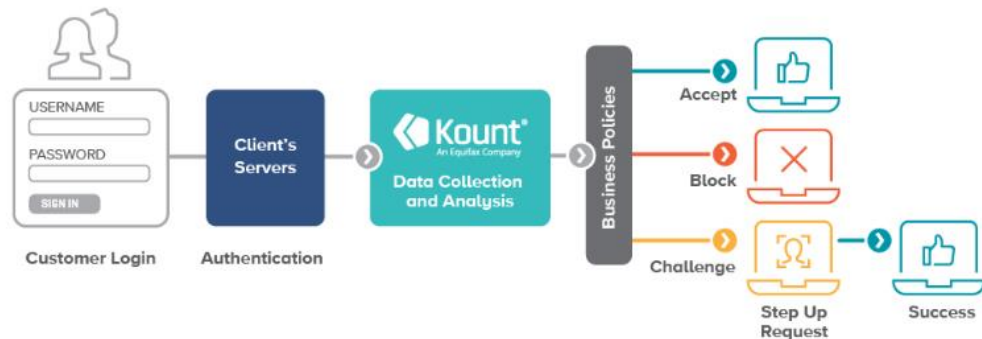 USERNAME
PASSWORD
SIGN IN
Customer Login
Client's
Servers
Authentication
Kount®
An Equifax Company
Data Collection
and Analysis
Business Policies
Accept
Block
Challenge
Step Up
Request
Success